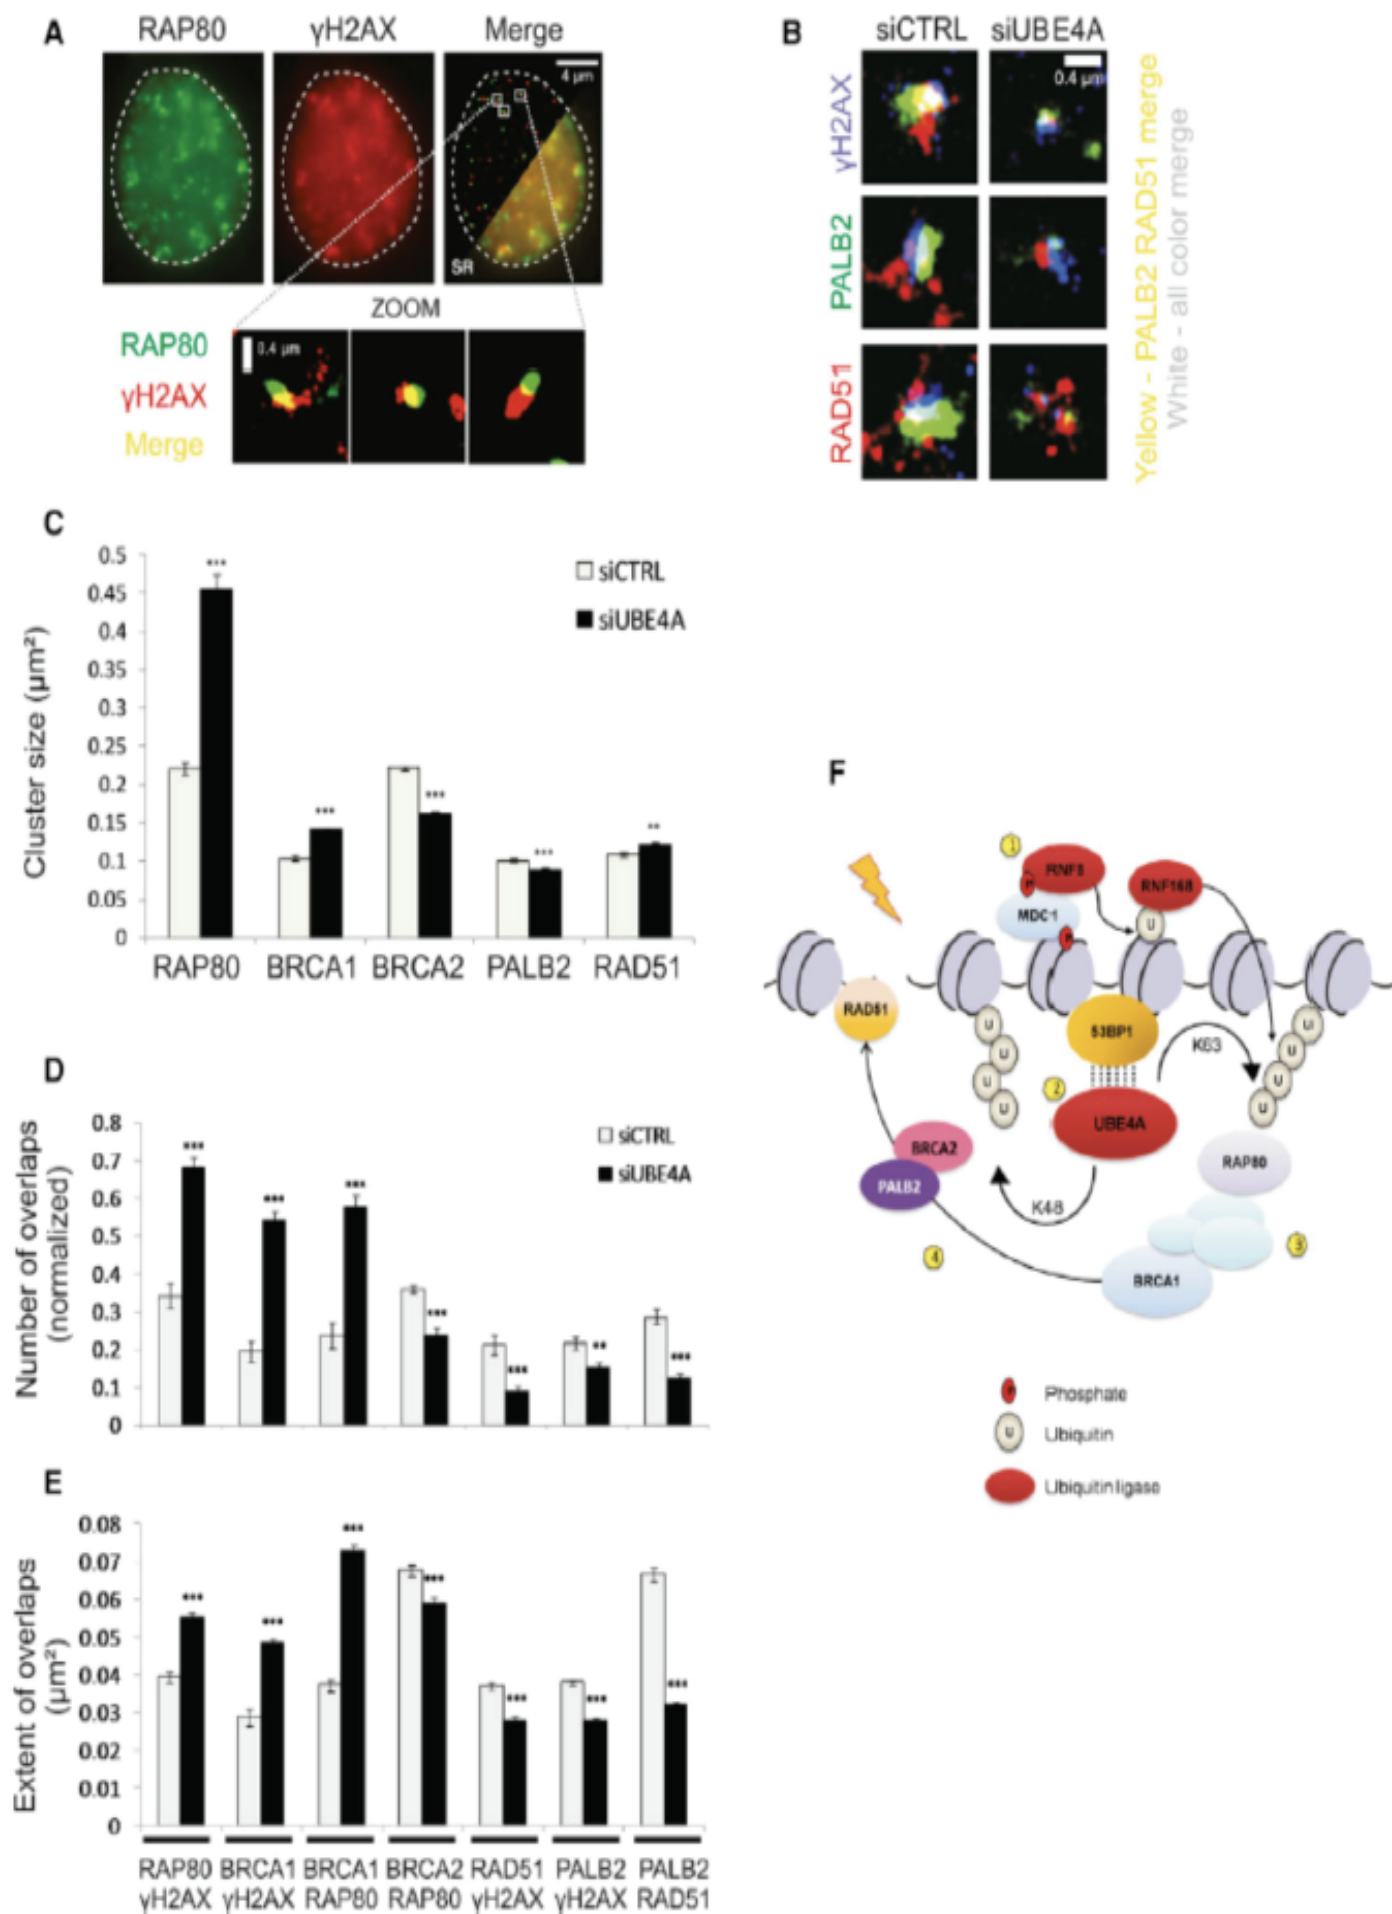 A
RAP80
γH2AX
Merge
4 µm
SR
ZOOM
RAP80
γH2AX
Merge
0.4 µm
B
siCTRL
siUBE4A
0.4 µm
γH2AX
PALB2
RAD51
Yellow - PALB2 RAD51 merge
White - all color merge
C
Cluster size (µm²)
0.5
0.45
0.4
0.35
0.3
0.25
0.2
0.15
0.1
0.05
0
siCTRL
siUBE4A
***
***
***
***
**
RAP80
BRCA1
BRCA2
PALB2
RAD51
D
Number of overlaps
(normalized)
0.8
0.7
0.6
0.5
0.4
0.3
0.2
0.1
0
siCTRL
siUBE4A
***
***
***
***
***
**
***
E
Extent of overlaps
(µm²)
0.08
0.07
0.06
0.05
0.04
0.03
0.02
0.01
0
***
***
***
***
***
***
***
RAP80 BRCA1 BRCA1 BRCA2 RAD51 PALB2 PALB2
γH2AX γH2AX RAP80 RAP80 γH2AX γH2AX RAD51
F
1
RNF8
P
MDC1
P
RNF168
U
RAD51
53BP1
K63
U
U
U
U
U
U
U
U
2
UBE4A
BRCA2
PALB2
K48
RAP80
3
4
BRCA1
P
Phosphate
U
Ubiquitin
Ubiquitin ligase